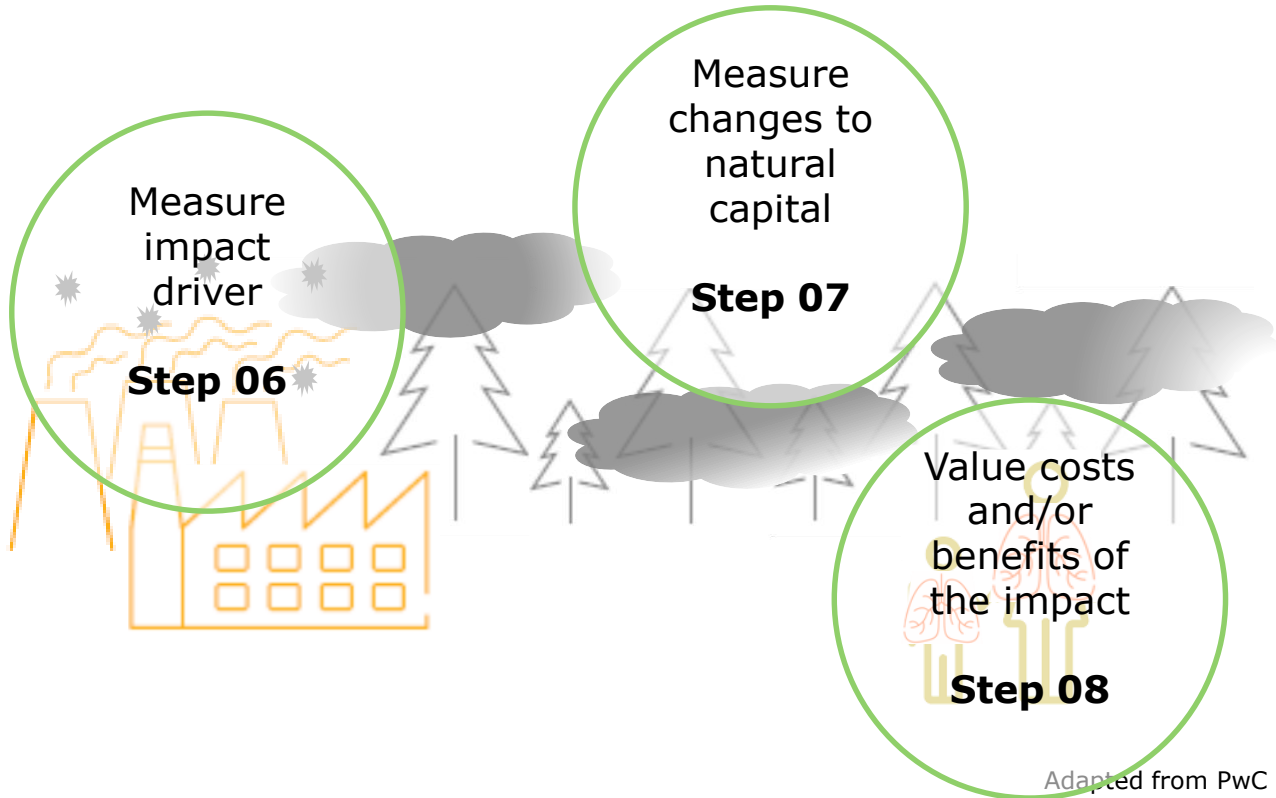 Measure
impact
driver
Step 06
Measure
changes to
natural
capital
Step 07
Value costs
and/or
benefits of
the impact
Step 08
Adapted from PwC